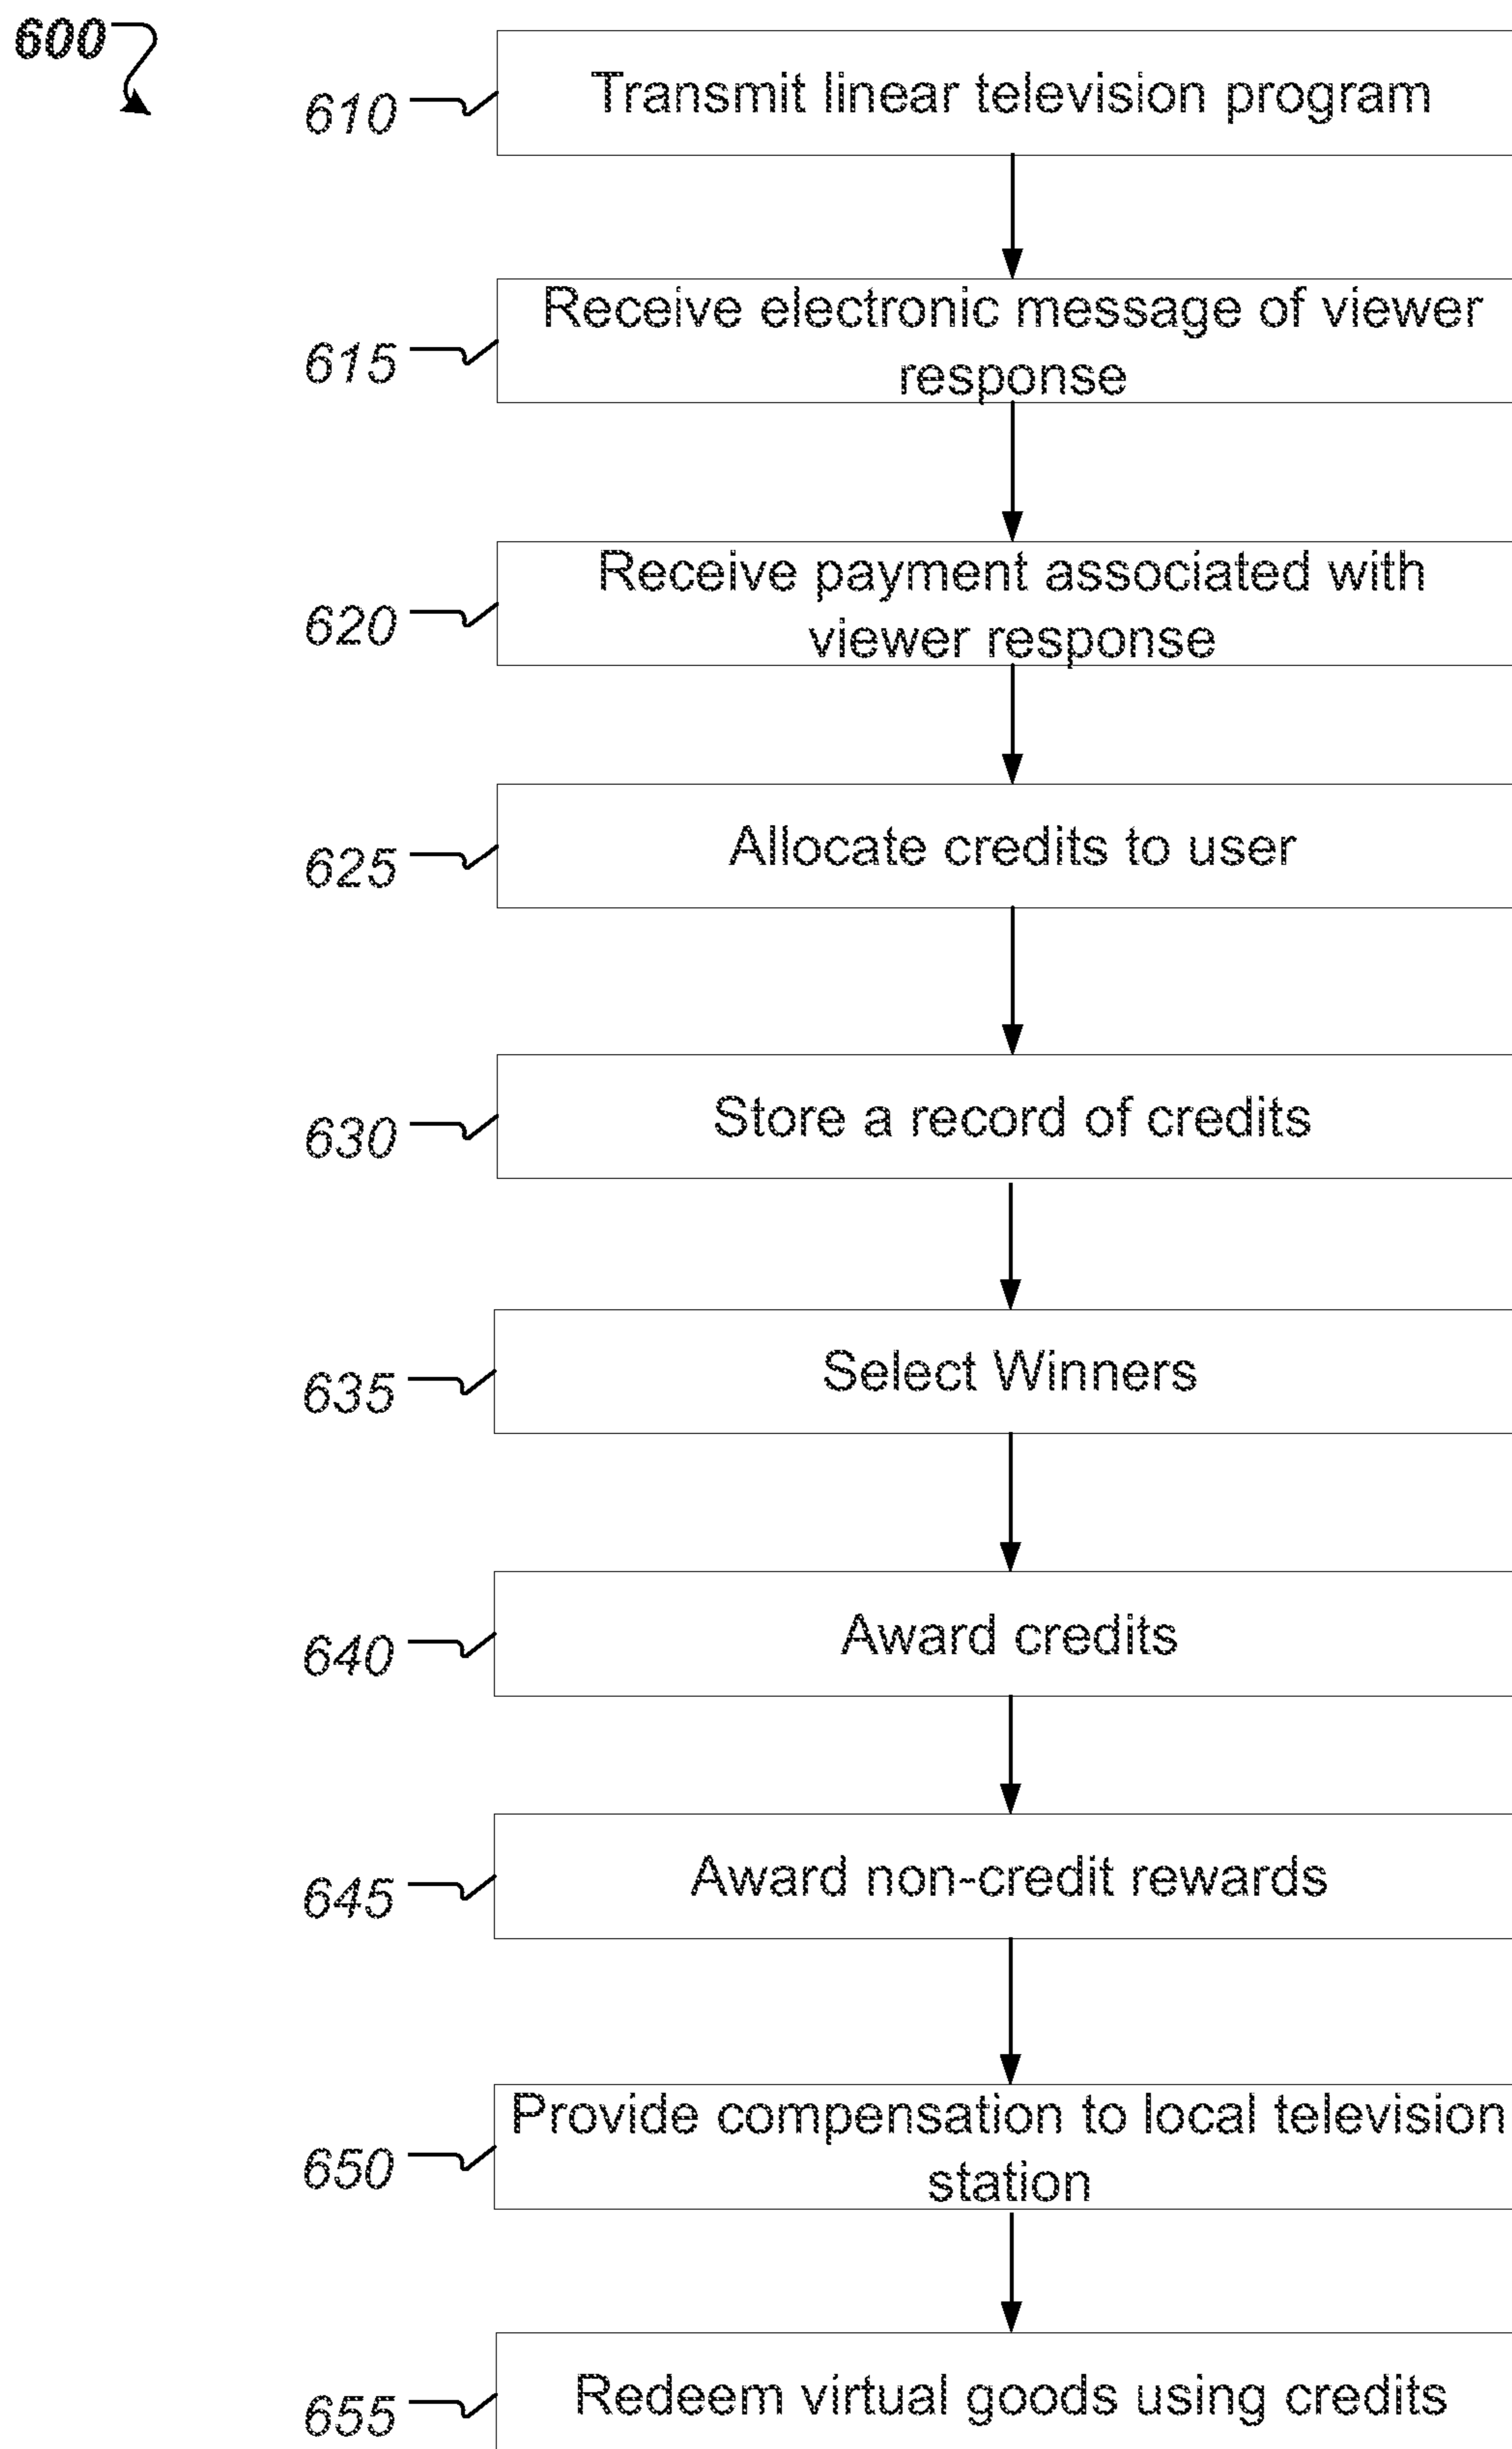 600
610
Transmit linear television program
615
Receive electronic message of viewer
response
620
Receive payment associated with
viewer response
625
Allocate credits to user
630
Store a record of credits
635
Select Winners
640
Award credits
645
Award non-credit rewards
650
Provide compensation to local television
station
655
Redeem virtual goods using credits